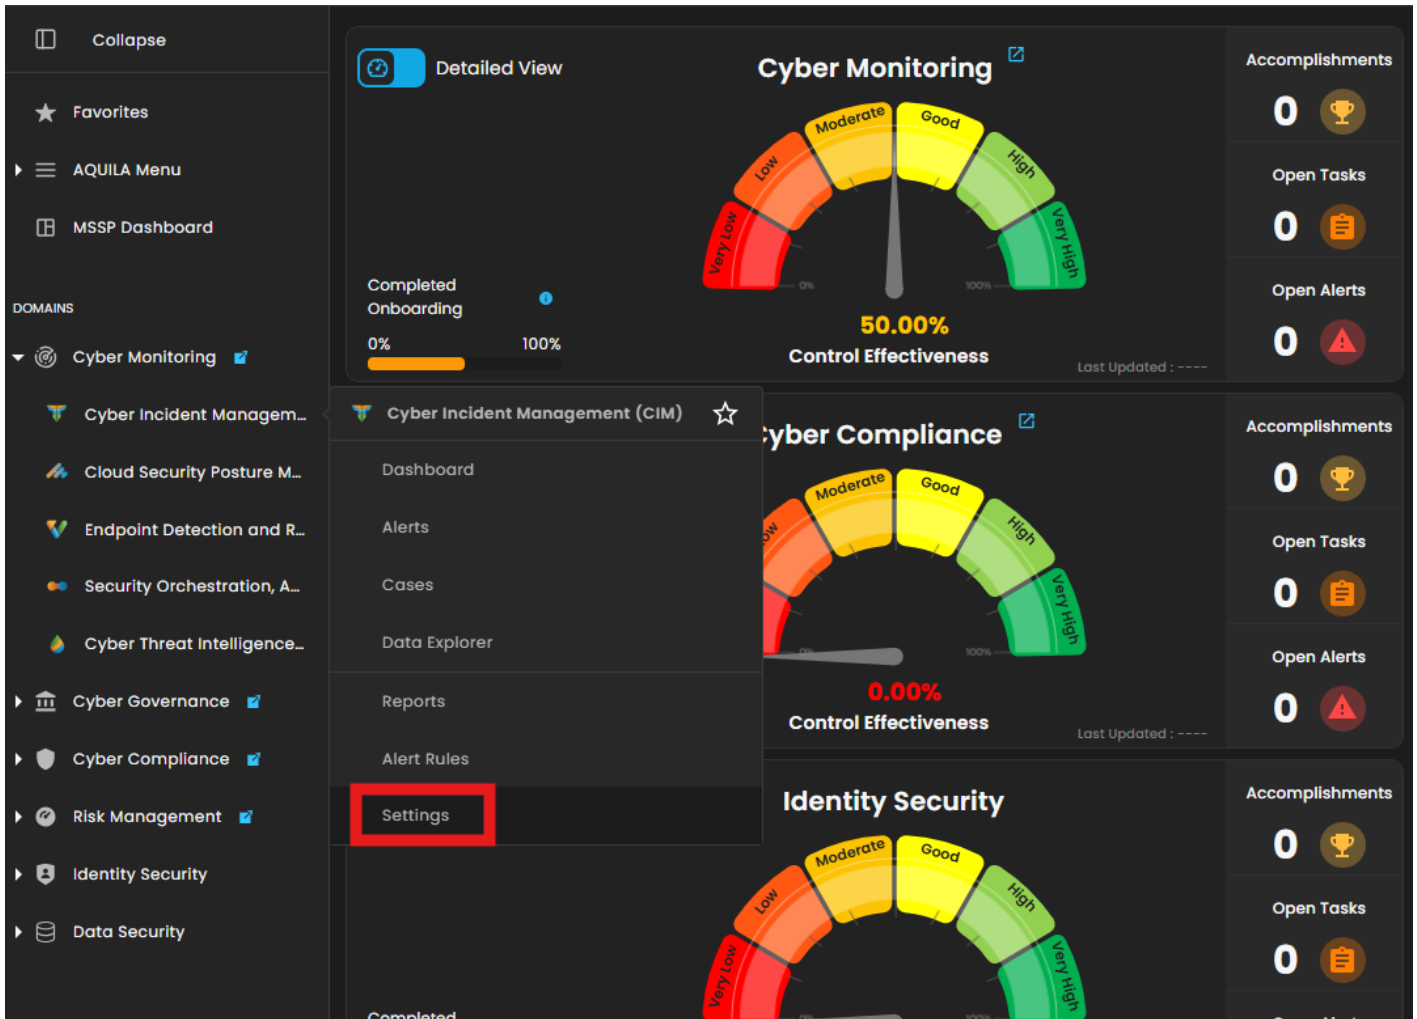 Collapse
Favorites
AQUILA Menu
MSSP Dashboard
DOMAINS
Cyber Monitoring
Cyber Incident Managem...
Cloud Security Posture M...
Endpoint Detection and R...
Security Orchestration, A...
Cyber Threat Intelligence...
Cyber Governance
Cyber Compliance
Risk Management
Identity Security
Data Security
Cyber Incident Management (CIM)
Dashboard
Alerts
Cases
Data Explorer
Reports
Alert Rules
Settings
Detailed View
Cyber Monitoring
Very Low
Low
Moderate
Good
High
Very High
0%
100%
50.00%
Control Effectiveness
Completed
Onboarding
0% 100%
Last Updated : ----
Accomplishments
0
Open Tasks
0
Open Alerts
0
Cyber Compliance
Low
Moderate
Good
High
Very High
0%
100%
0.00%
Control Effectiveness
Last Updated : ----
Accomplishments
0
Open Tasks
0
Open Alerts
0
Identity Security
Very Low
Low
Moderate
Good
High
Very High
Completed
Accomplishments
0
Open Tasks
0